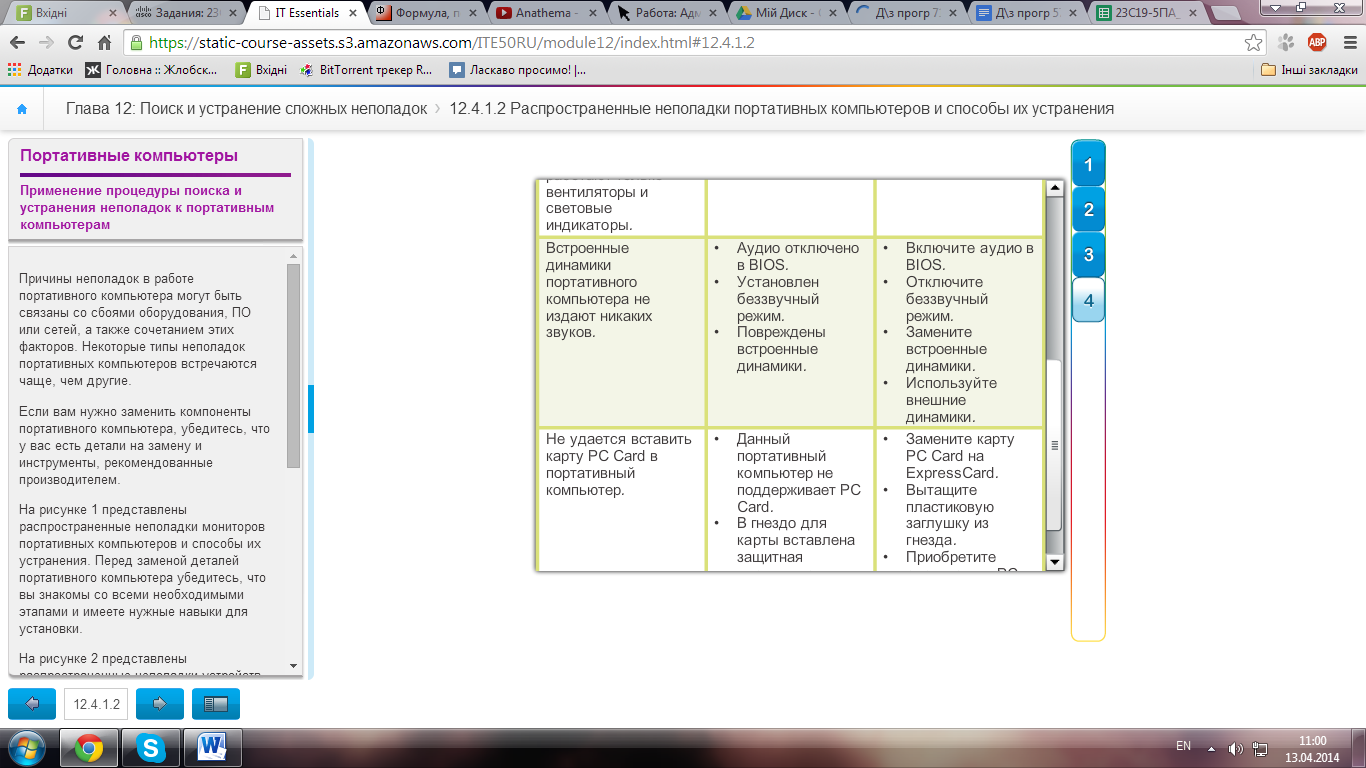 Вхідні
Задания: 23С
IT Essentials
Формула, п
Anathema -
Работа: Адм
Мій Диск -
Д\з прогр 7
Д\з прогр 5
23С19-5ПА_
https://static-course-assets.s3.amazonaws.com/ITE50RU/module12/index.html#12.4.1.2
ABP
Додатки
Головна :: Жлобск...
Вхідні
BitTorrent трекер R...
Ласкаво просимо! |...
Інші закладки
Глава 12: Поиск и устранение сложных неполадок
12.4.1.2 Распространенные неполадки портативных компьютеров и способы их устранения
Портативные компьютеры
Применение процедуры поиска и
устранения неполадок к портативным
компьютерам
Причины неполадок в работе
портативного компьютера могут быть
связаны со сбоями оборудования, ПО
или сетей, а также сочетанием этих
факторов. Некоторые типы неполадок
портативных компьютеров встречаются
чаще, чем другие.
Если вам нужно заменить компоненты
портативного компьютера, убедитесь, что
у вас есть детали на замену и
инструменты, рекомендованные
производителем.
На рисунке 1 представлены
распространенные неполадки мониторов
портативных компьютеров и способы их
устранения. Перед заменой деталей
портативного компьютера убедитесь, что
вы знакомы со всеми необходимыми
этапами и имеете нужные навыки для
установки.
На рисунке 2 представлены
распространенные неполадки устройств
вентиляторы и
световые
индикаторы.
Встроенные
динамики
портативного
компьютера не
издают никаких
звуков.
• Аудио отключено
в BIOS.
• Установлен
беззвучный
режим.
• Повреждены
встроенные
динамики.
• Включите аудио в
BIOS.
• Отключите
беззвучный
режим.
• Замените
встроенные
динамики.
• Используйте
внешние
динамики.
Не удается вставить
карту PC Card в
портативный
компьютер.
• Данный
портативный
компьютер не
поддерживает PC
Card.
• В гнездо для
карты вставлена
защитная
• Замените карту
PC Card на
ExpressCard.
• Вытащите
пластиковую
заглушку из
гнезда.
• Приобретите
1
2
3
4
12.4.1.2
EN
11:00
13.04.2014